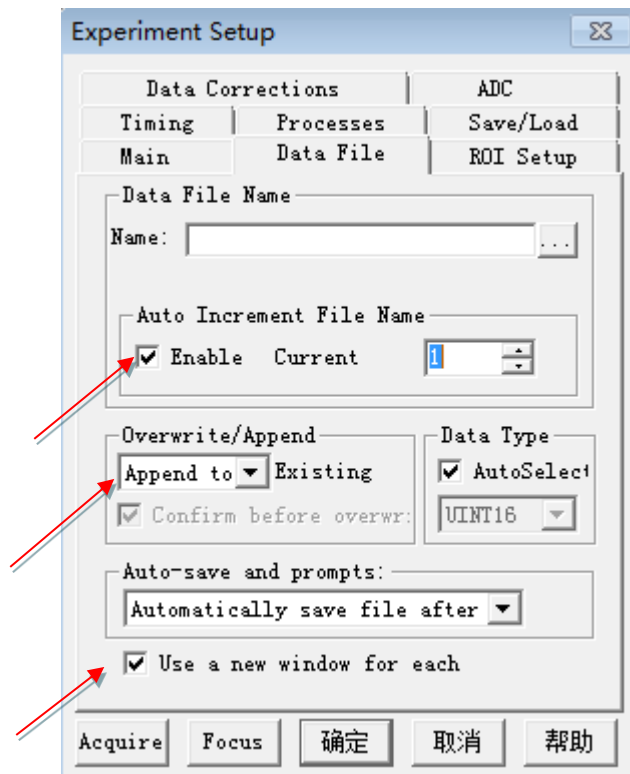 Experiment Setup
Data Corrections ADC
Timing Processes Save/Load
Main Data File ROI Setup
Data File Name
Name: ...
Auto Increment File Name
Enable Current 1
Overwrite/Append Data Type
Append to Existing AutoSelect
Confirm before overwr: UINT16
Auto-save and prompts:
Automatically save file after
Use a new window for each
Acquire Focus 确定 取消 帮助